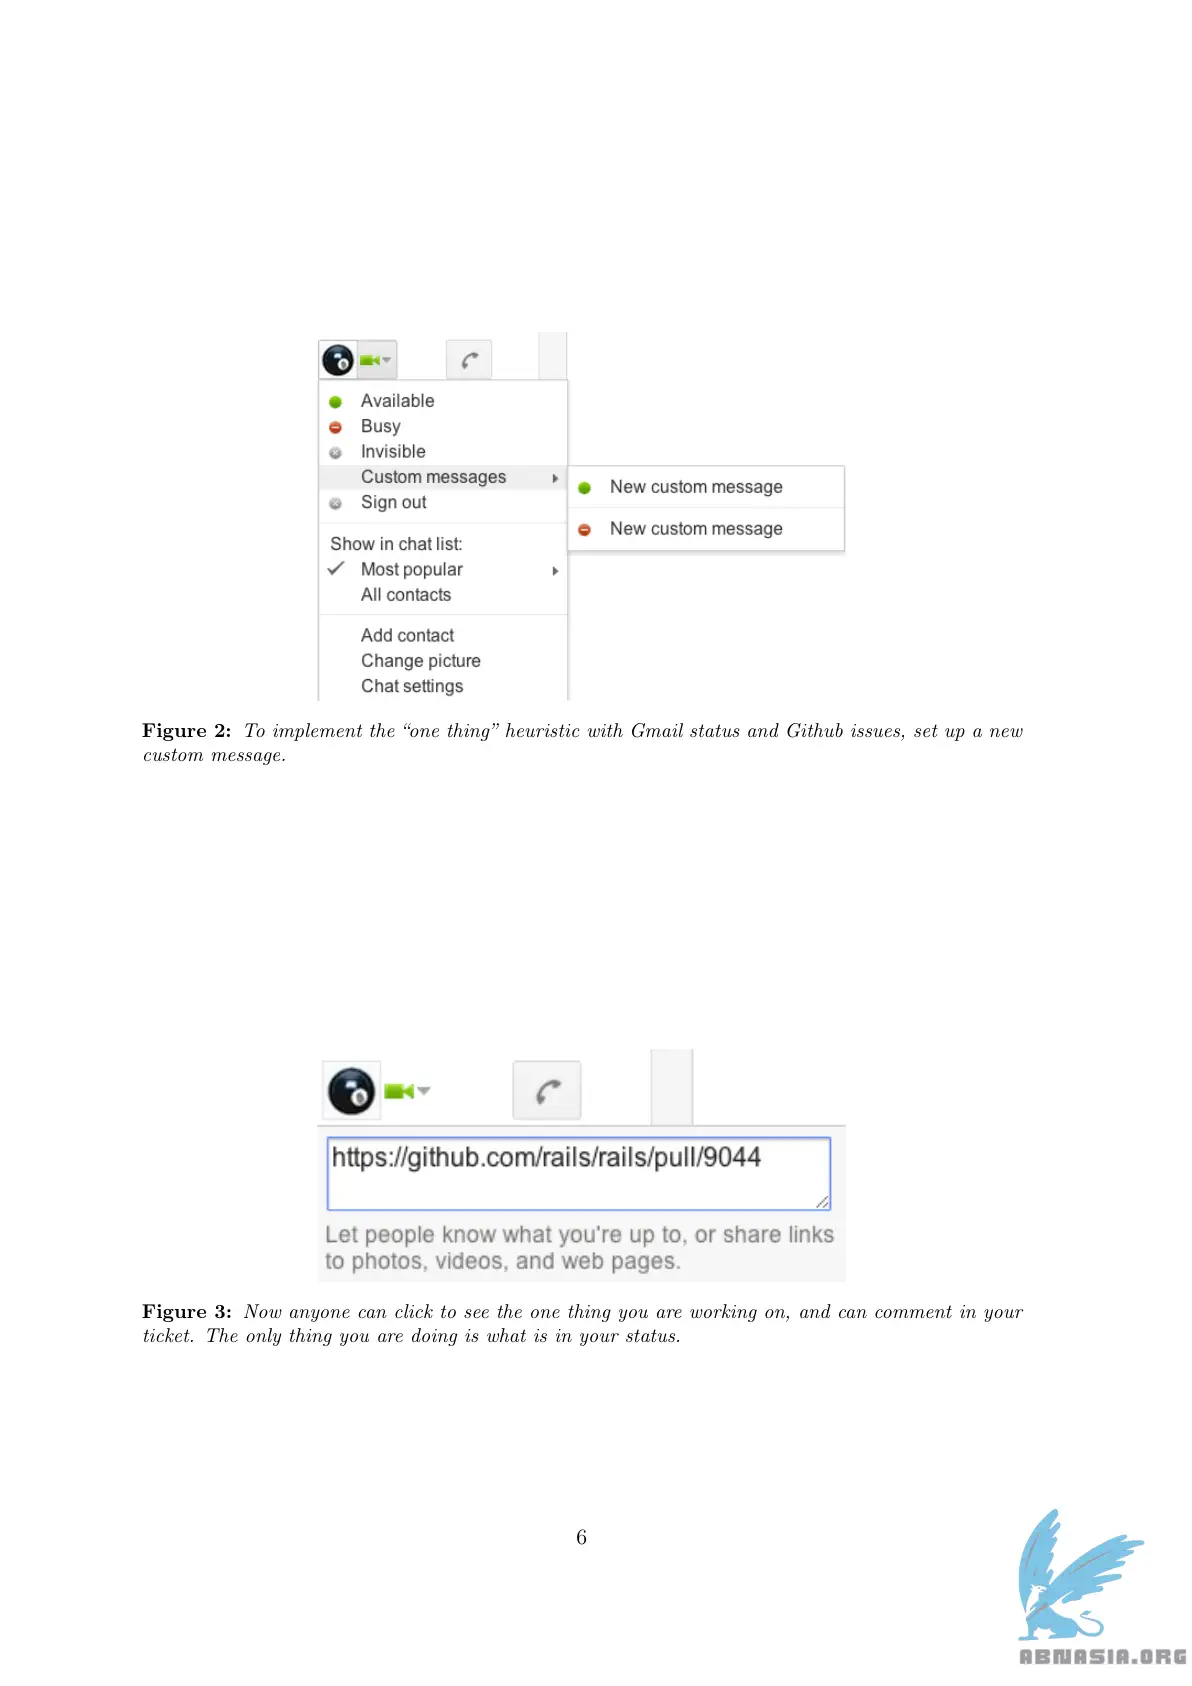 Available
Busy
Invisible
Custom messages
Sign out
New custom message
New custom message
Show in chat list:
Most popular
All contacts
Add contact
Change picture
Chat settings
Figure 2: To implement the “one thing” heuristic with Gmail status and Github issues, set up a new
custom message.
https://github.com/rails/rails/pull/9044
Let people know what you're up to, or share links
to photos, videos, and web pages.
Figure 3: Now anyone can click to see the one thing you are working on, and can comment in your
ticket. The only thing you are doing is what is in your status.
6
ABNASIA.ORG